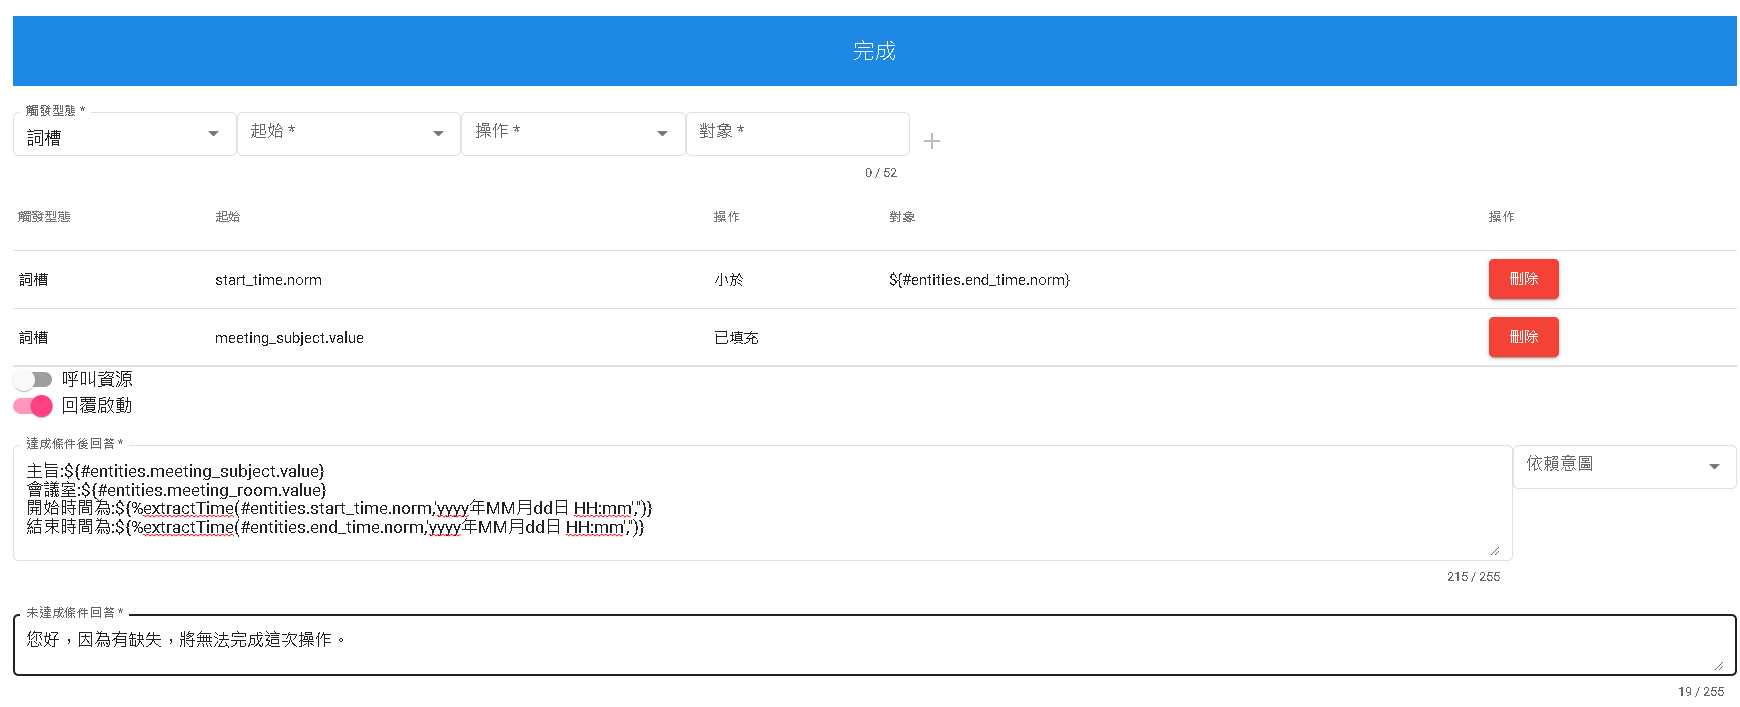 完成
觸發型態 *
詞槽
起始 *
操作 *
對象 *
0 / 52
觸發型態 起始 操作 對象 操作
詞槽 start_time.norm 小於 ${#entities.end_time.norm} 刪除
詞槽 meeting_subject.value 已填充 刪除
呼叫資源
回覆啟動
達成條件後回答 *
主旨:${#entities.meeting_subject.value}
會議室:${#entities.meeting_room.value}
開始時間為:${%extractTime(#entities.start_time.norm,'yyyy年MM月dd日 HH:mm','')}
結束時間為:${%extractTime(#entities.end_time.norm,'yyyy年MM月dd日 HH:mm','')}
依賴意圖
215 / 255
未達成條件回答 *
您好，因為有缺失，將無法完成這次操作。
19 / 255